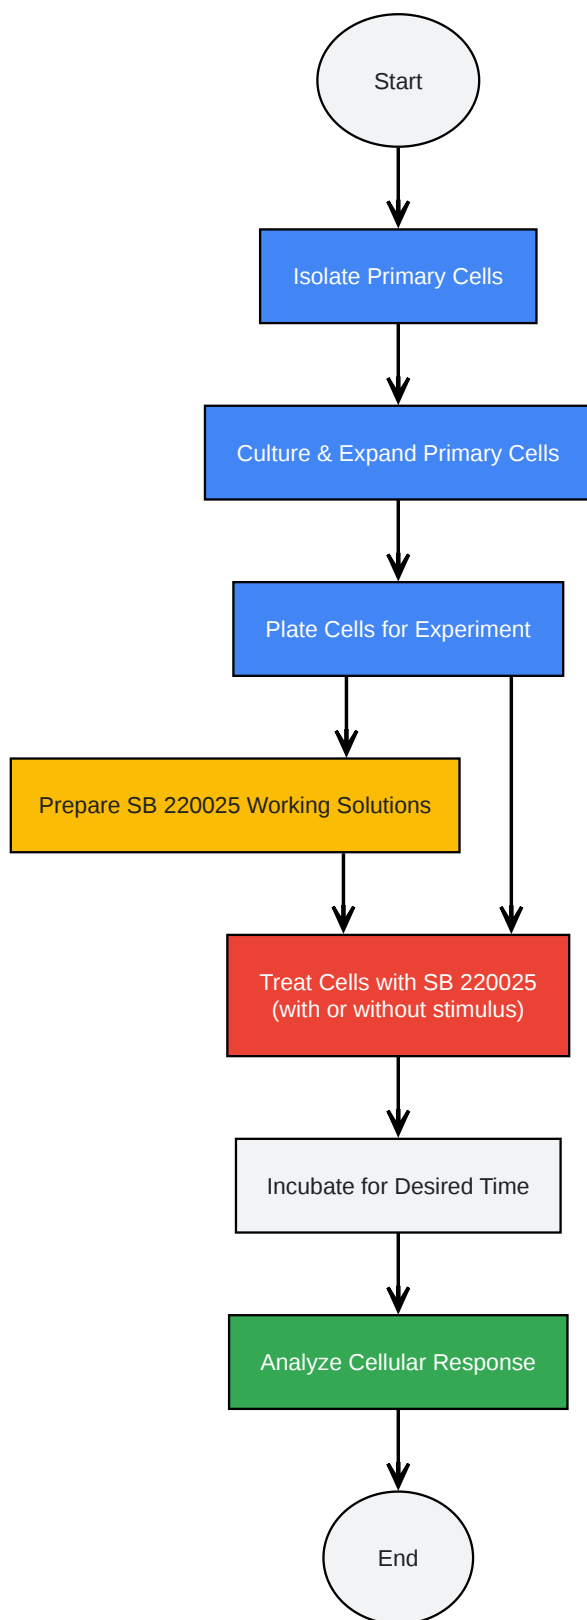 Start
Isolate Primary Cells
Culture & Expand Primary Cells
Plate Cells for Experiment
Prepare SB 220025 Working Solutions
Treat Cells with SB 220025
(with or without stimulus)
Incubate for Desired Time
Analyze Cellular Response
End